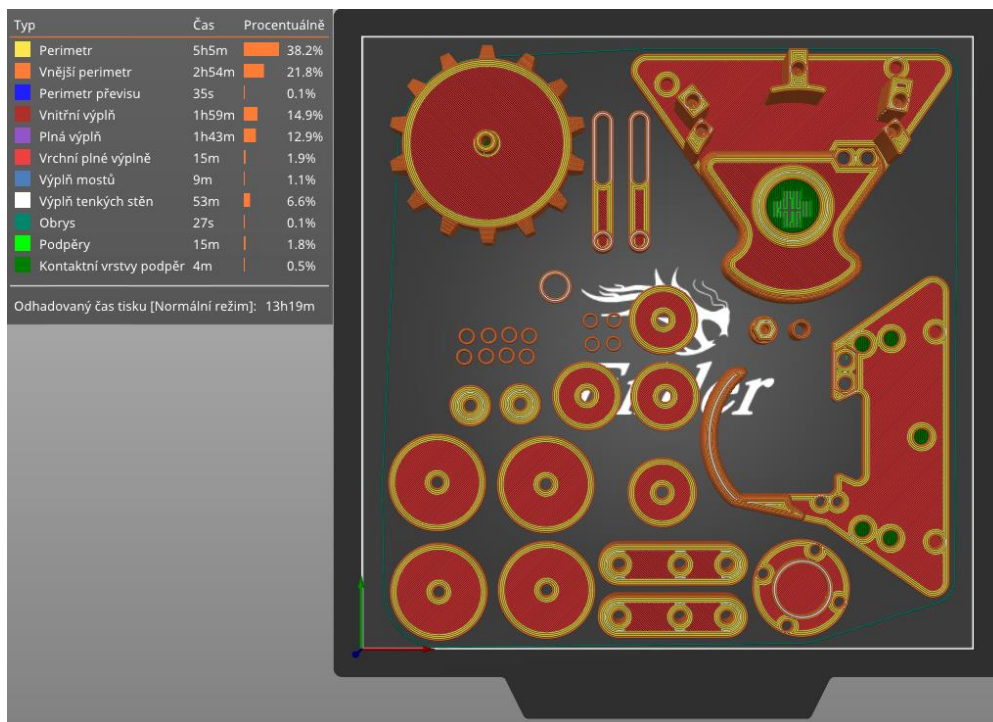 Typ Čas Procentuálně
Perimetr 5h5m 38.2%
Vnější perimetr 2h54m 21.8%
Perimetr převisu 35s 0.1%
Vnitřní výplň 1h59m 14.9%
Plná výplň 1h43m 12.9%
Vrchní plné výplně 15m 1.9%
Výplň mostů 9m 1.1%
Výplň tenkých stěn 53m 6.6%
Obrys 27s 0.1%
Podpěry 15m 1.8%
Kontaktní vrstvy podpěr 4m 0.5%
Odhadovaný čas tisku [Normální režim]: 13h19m